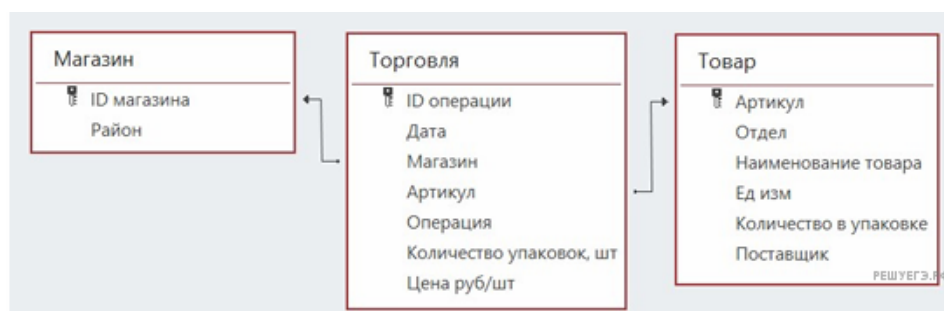 Магазин
ID магазина
Район
Торговля
ID операции
Дата
Магазин
Артикул
Операция
Количество упаковок, шт
Цена руб/шт
Товар
Артикул
Отдел
Наименование товара
Ед изм
Количество в упаковке
Поставщик